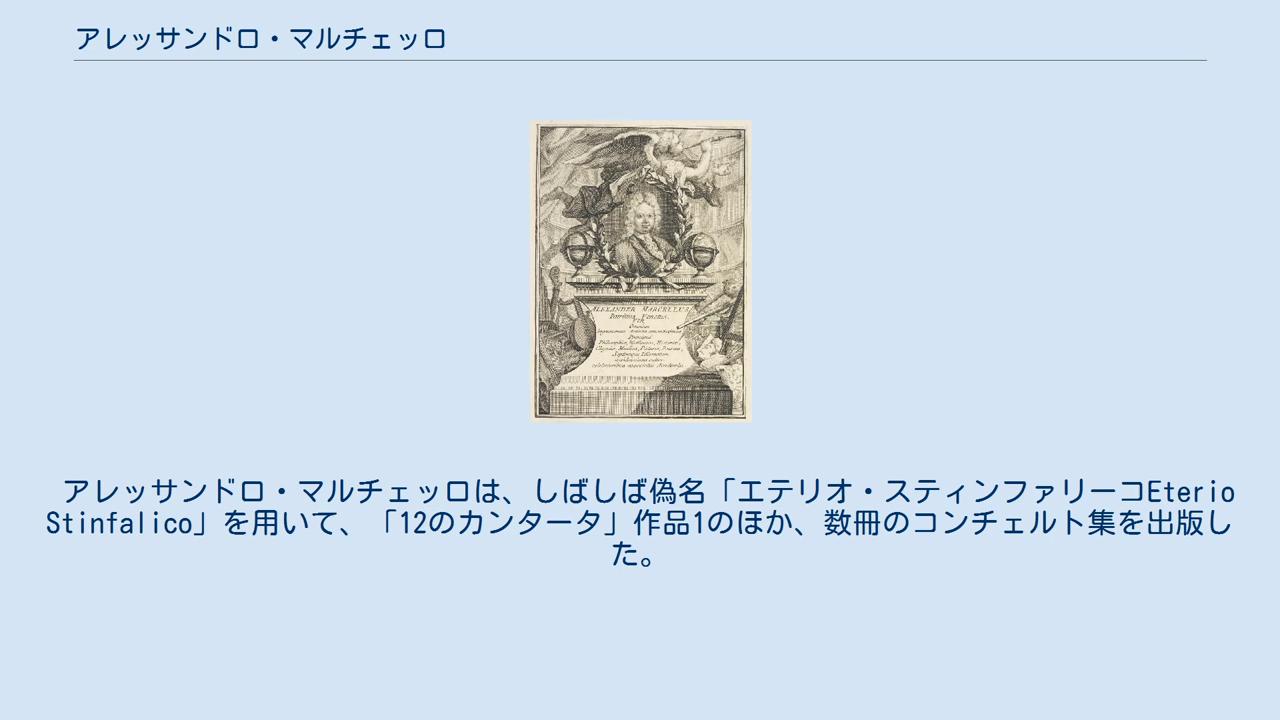 アレッサンドロ・マルチェッロ
ALEXANDER MARCELLUS
Patritius Venetus.
アレッサンドロ・マルチェッロは、しばしば偽名「エテリオ・スティンファリーコEterio
Stinfalico」を用いて、「12のカンタータ」作品1のほか、数冊のコンチェルト集を出版し
た。